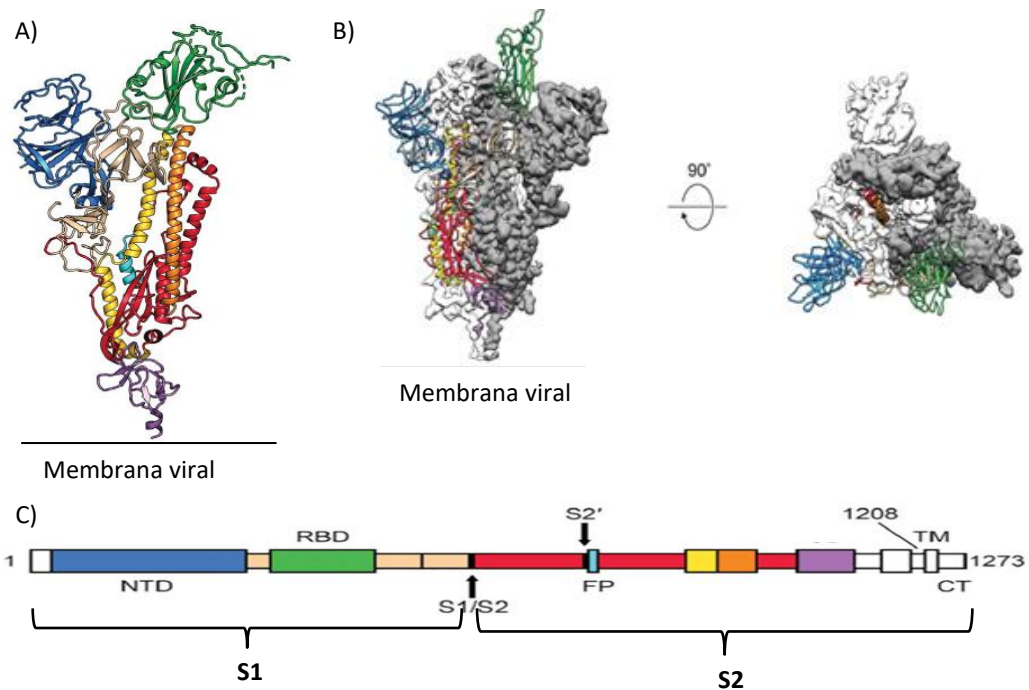 A)
B)
90°
Membrana viral
Membrana viral
C)
S2′
1208
TM
RBD
1
1273
NTD
FP
CT
S1/S2
S1
S2